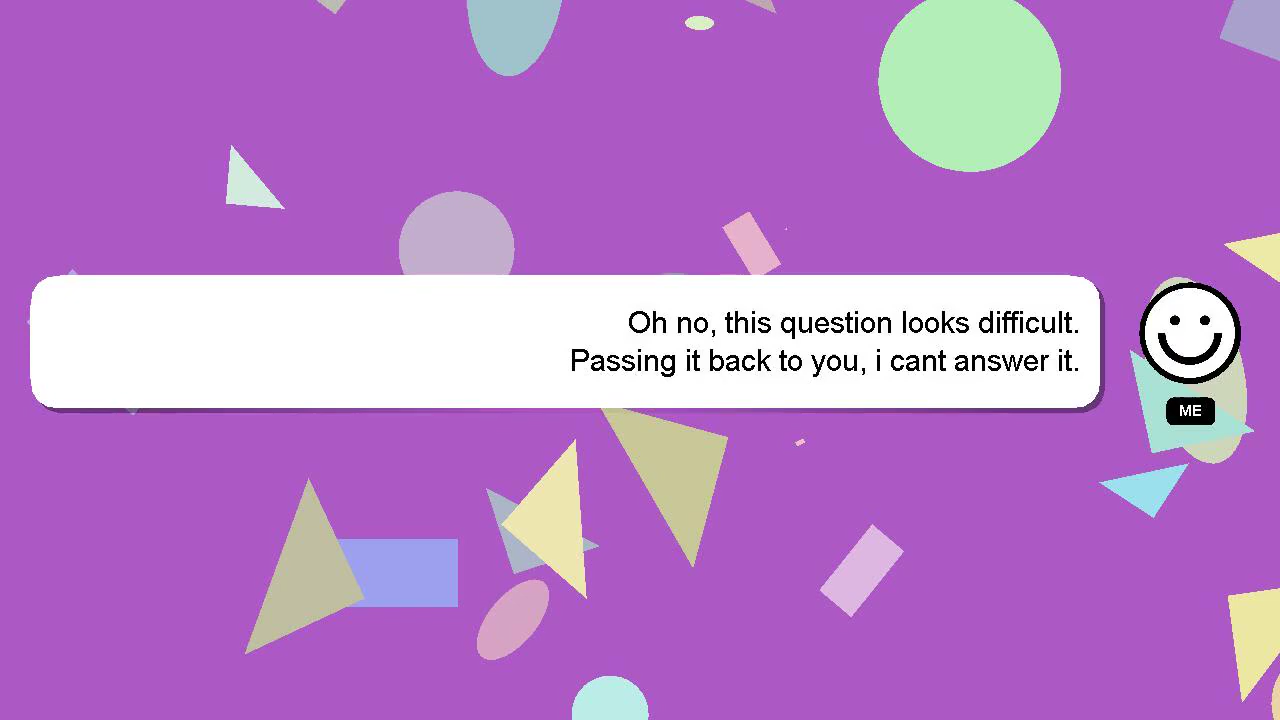 Oh no, this question looks difficult.
Passing it back to you, i cant answer it.
ME